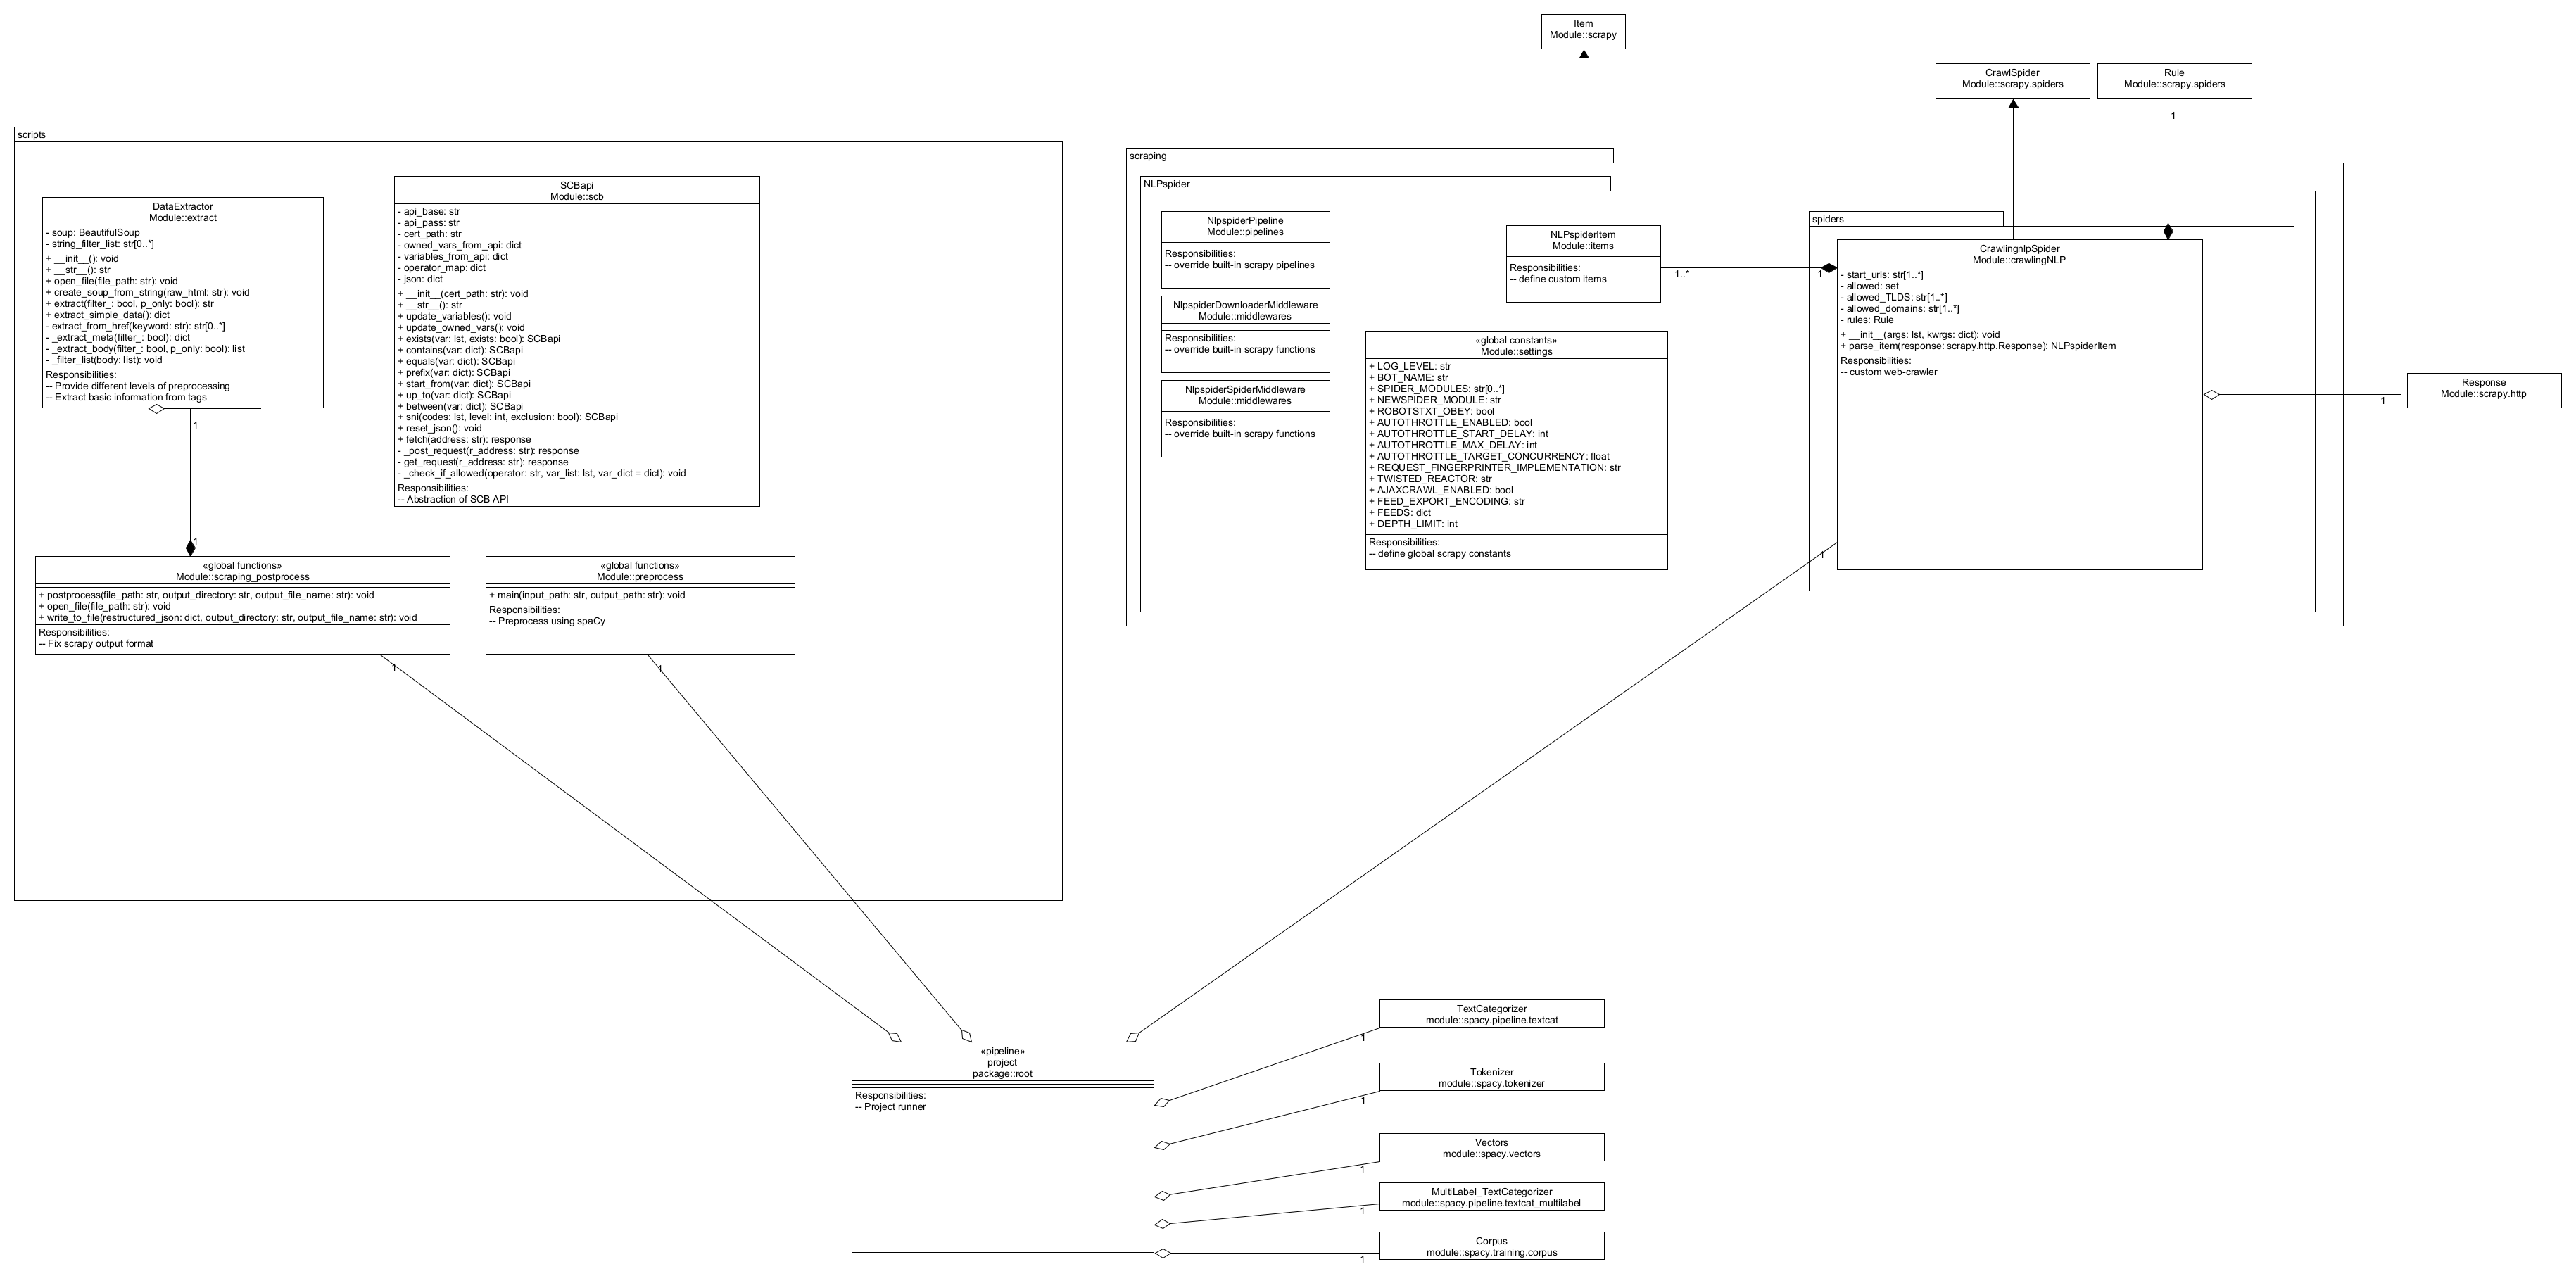 Item
Module::scrapy
CrawlSpider
Module::scrapy.spiders
Rule
Module::scrapy.spiders
1
scripts
DataExtractor
Module::extract
- soup: BeautifulSoup
- string_filter_list: str[0..*]
+ __init__(): void
+ __str__(): str
+ open_file(file_path: str): void
+ create_soup_from_string(raw_html: str): void
+ extract(filter_: bool, p_only: bool): str
+ extract_simple_data(): dict
- extract_from_href(keyword: str): str[0..*]
- _extract_meta(filter_: bool): dict
- _extract_body(filter_: bool, p_only: bool): list
- _filter_list(body: list): void
Responsibilities:
-- Provide different levels of preprocessing
-- Extract basic information from tags
1
1
SCBapi
Module::scb
- api_base: str
- api_pass: str
- cert_path: str
- owned_vars_from_api: dict
- variables_from_api: dict
- operator_map: dict
- json: dict
+ __init__(cert_path: str): void
+ __str__(): str
+ update_variables(): void
+ update_owned_vars(): void
+ exists(var: lst, exists: bool): SCBapi
+ contains(var: dict): SCBapi
+ equals(var: dict): SCBapi
+ prefix(var: dict): SCBapi
+ start_from(var: dict): SCBapi
+ up_to(var: dict): SCBapi
+ between(var: dict): SCBapi
+ sni(codes: lst, level: int, exclusion: bool): SCBapi
+ reset_json(): void
+ fetch(address: str): response
- _post_request(r_address: str): response
- get_request(r_address: str): response
- _check_if_allowed(operator: str, var_list: lst, var_dict = dict): void
Responsibilities:
-- Abstraction of SCB API
«global functions»
Module::scraping_postprocess
+ postprocess(file_path: str, output_directory: str, output_file_name: str): void
+ open_file(file_path: str): void
+ write_to_file(restructured_json: dict, output_directory: str, output_file_name: str): void
Responsibilities:
-- Fix scrapy output format
1
«global functions»
Module::preprocess
+ main(input_path: str, output_path: str): void
Responsibilities:
-- Preprocess using spaCy
1
scraping
NLPspider
NlpspiderPipeline
Module::pipelines
Responsibilities:
-- override built-in scrapy pipelines
NlpspiderDownloaderMiddleware
Module::middlewares
Responsibilities:
-- override built-in scrapy functions
NlpspiderSpiderMiddleware
Module::middlewares
Responsibilities:
-- override built-in scrapy functions
NLPspiderItem
Module::items
Responsibilities:
-- define custom items
1..*
1
«global constants»
Module::settings
+ LOG_LEVEL: str
+ BOT_NAME: str
+ SPIDER_MODULES: str[0..*]
+ NEWSPIDER_MODULE: str
+ ROBOTSTXT_OBEY: bool
+ AUTOTHROTTLE_ENABLED: bool
+ AUTOTHROTTLE_START_DELAY: int
+ AUTOTHROTTLE_MAX_DELAY: int
+ AUTOTHROTTLE_TARGET_CONCURRENCY: float
+ REQUEST_FINGERPRINTER_IMPLEMENTATION: str
+ TWISTED_REACTOR: str
+ AJAXCRAWL_ENABLED: bool
+ FEED_EXPORT_ENCODING: str
+ FEEDS: dict
+ DEPTH_LIMIT: int
Responsibilities:
-- define global scrapy constants
spiders
CrawlingnlpSpider
Module::crawlingNLP
- start_urls: str[1..*]
- allowed: set
- allowed_TLDS: str[1..*]
- allowed_domains: str[1..*]
- rules: Rule
+ __init__(args: lst, kwrgs: dict): void
+ parse_item(response: scrapy.http.Response): NLPspiderItem
Responsibilities:
-- custom web-crawler
1
1
Response
Module::scrapy.http
«pipeline»
project
package::root
Responsibilities:
-- Project runner
TextCategorizer
module::spacy.pipeline.textcat
1
Tokenizer
module::spacy.tokenizer
1
Vectors
module::spacy.vectors
1
MultiLabel_TextCategorizer
module::spacy.pipeline.textcat_multilabel
1
Corpus
module::spacy.training.corpus
1